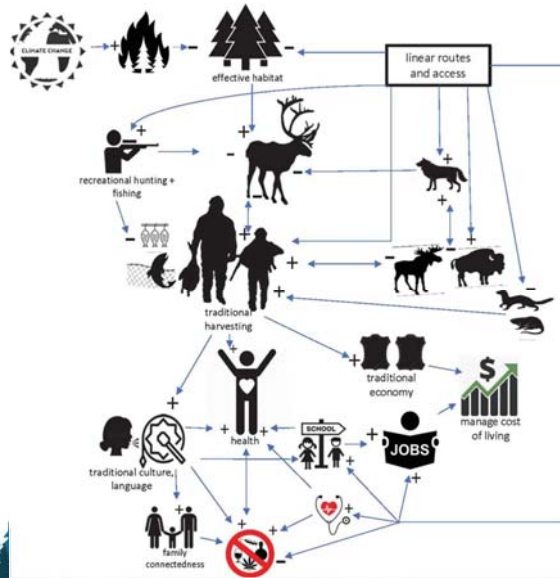 CLIMATE CHANGE
+
-
-
effective habitat
linear routes
and access
+
+
+
-
-
+
recreational hunting +
fishing
+
-
-
+
-
+
+
-
+
-
traditional
harvesting
+
+
$
traditional
economy
manage cost
of living
+
+
SCHOOL
+
+
+
JOBS
health
traditional culture,
language
+
+
+
+
+
+
family
connectedness
-